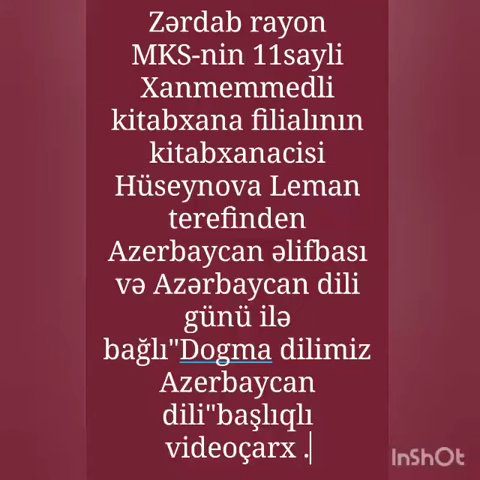 Zərdab rayon
MKS-nin 11sayli
Xanmemmedli
kitabxana filialının
kitabxanacisi
Hüseynova Leman
terefinden
Azerbaycan əlifbası
və Azərbaycan dili
günü ilə
bağlı"Dogma dilimiz
Azerbaycan
dili"başlıqlı
videoçarx .
InShOt